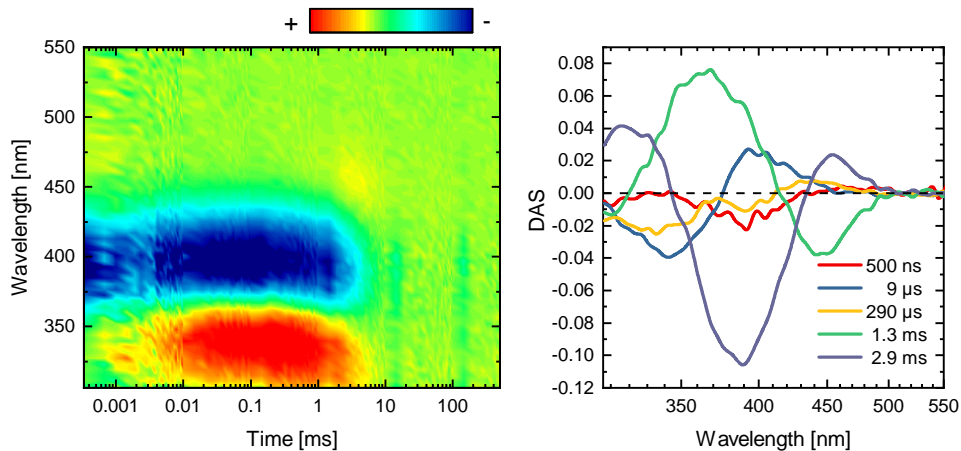 + -
550
500
450
400
350
Wavelength [nm]
0.001 0.01 0.1 1 10 100
Time [ms]
0.08
0.06
0.04
0.02
0.00
-0.02
-0.04
-0.06
-0.08
-0.10
-0.12
DAS
500 ns
9 µs
290 µs
1.3 ms
2.9 ms
350 400 450 500 550
Wavelength [nm]